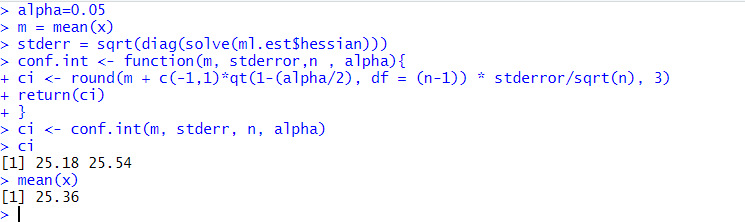 > alpha=0.05
> m = mean(x)
> stderr = sqrt(diag(solve(ml.est$hessian)))
> conf.int <- function(m, stderror,n , alpha){
+ ci <- round(m + c(-1,1)*qt(1-(alpha/2), df = (n-1)) * stderror/sqrt(n), 3)
+ return(ci)
+ }
> ci <- conf.int(m, stderr, n, alpha)
> ci
[1] 25.18 25.54
> mean(x)
[1] 25.36
>